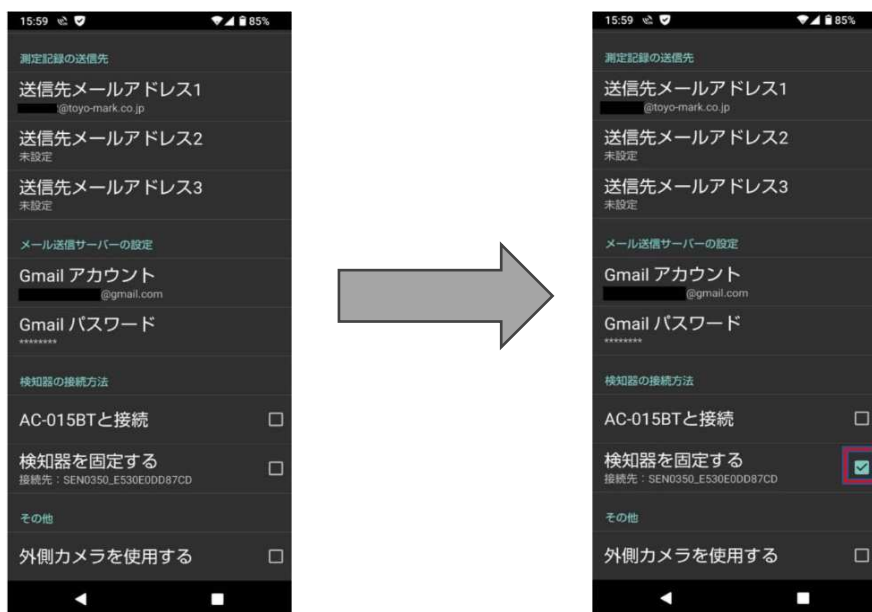 15:59 85%
測定記録の送信先
送信先メールアドレス1
@toyo-mark.co.jp
送信先メールアドレス2
未設定
送信先メールアドレス3
未設定
メール送信サーバーの設定
Gmail アカウント
@gmail.com
Gmail パスワード
********
検知器の接続方法
AC-015BTと接続
検知器を固定する
接続先:SEN0350_E530E0DD87CD
その他
外側カメラを使用する
15:59 85%
測定記録の送信先
送信先メールアドレス1
@toyo-mark.co.jp
送信先メールアドレス2
未設定
送信先メールアドレス3
未設定
メール送信サーバーの設定
Gmail アカウント
@gmail.com
Gmail パスワード
********
検知器の接続方法
AC-015BTと接続
検知器を固定する
接続先:SEN0350_E530E0DD87CD
その他
外側カメラを使用する